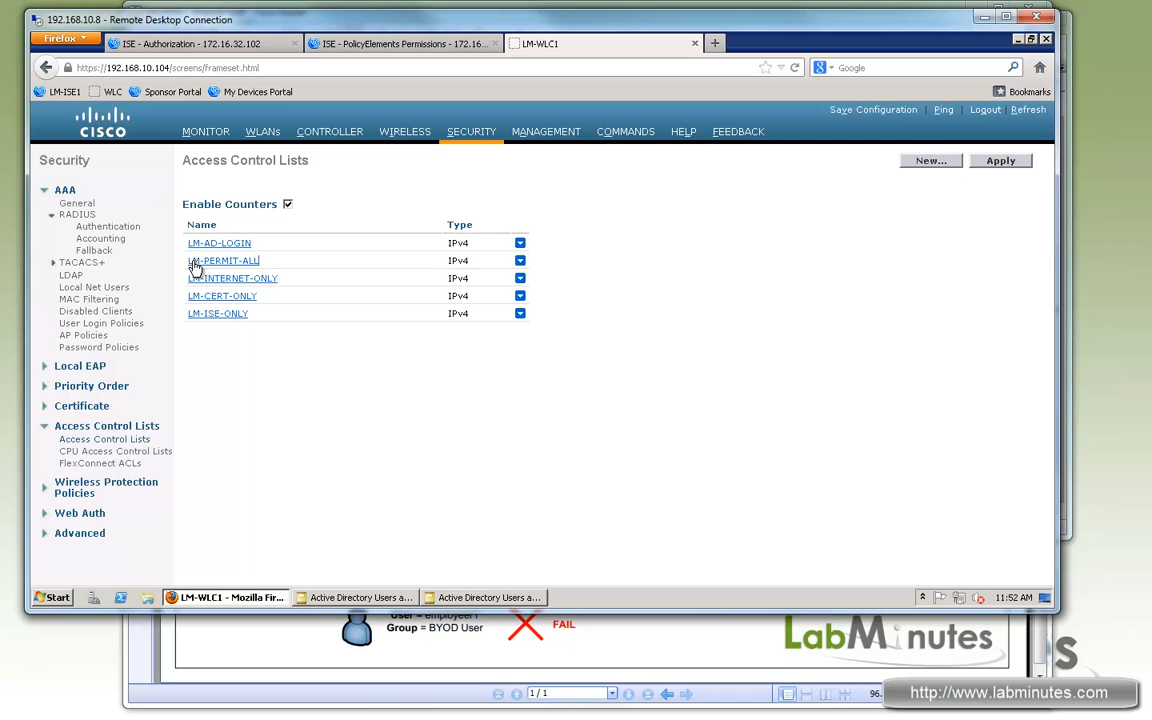 192.168.10.8 - Remote Desktop Connection
Firefox
ISE - Authorization - 172.16.32.102
ISE - PolicyElements Permissions - 172.16...
LM-WLC1
https://192.168.10.104/screens/frameset.html
Google
LM-ISE1
WLC
Sponsor Portal
My Devices Portal
Bookmarks
Save Configuration
Ping
Logout
Refresh
CISCO
MONITOR
WLANs
CONTROLLER
WIRELESS
SECURITY
MANAGEMENT
COMMANDS
HELP
FEEDBACK
Security
AAA
General
RADIUS
Authentication
Accounting
Fallback
TACACS+
LDAP
Local Net Users
MAC Filtering
Disabled Clients
User Login Policies
AP Policies
Password Policies
Local EAP
Priority Order
Certificate
Access Control Lists
Access Control Lists
CPU Access Control Lists
FlexConnect ACLs
Wireless Protection
Policies
Web Auth
Advanced
Access Control Lists
New...
Apply
Enable Counters
Name Type
LM-AD-LOGIN IPv4
LM-PERMIT-ALL IPv4
LM-INTERNET-ONLY IPv4
LM-CERT-ONLY IPv4
LM-ISE-ONLY IPv4
Start
LM-WLC1 - Mozilla Fir...
Active Directory Users a...
Active Directory Users a...
11:52 AM
Group = BYOD User
FAIL
LabMinutes
1 / 1
96.
http://www.labminutes.com